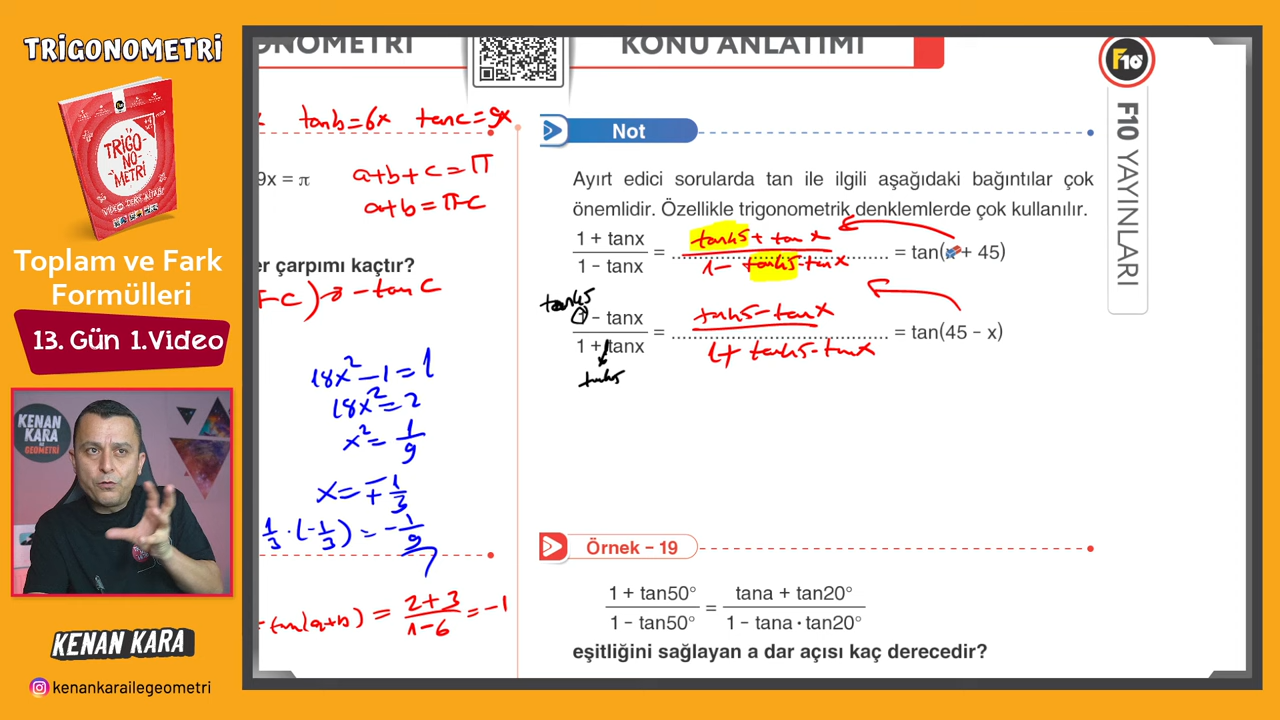 TRİGONOMETRİ
TRİGO-
NO-
METRİ
Toplam ve Fark
Formülleri
13. Gün 1.Video
KENAN
KARA
GEOMETRİ
KENAN KARA
kenankarailegeometri
ONOMETRİ
KONU ANLATIMI
F10
F10 YAYINLARI
tanb=6x tanc=9x
9x = π
a+b+c=π
a+b=π-c
er çarpımı kaçtır?
-c) → -tanc
18x²-1=1
18x²=2
x²=1/9
x=∓1/3
1/3·(-1/3)=-1/9
tan(a+b) = 2+3/1-6 = -1
Not
Ayırt edici sorularda tan ile ilgili aşağıdaki bağıntılar çok
önemlidir. Özellikle trigonometrik denklemlerde çok kullanılır.
1 + tanx / 1 - tanx = tan45 + tanx / 1 - tan45·tanx = tan(x + 45)
tan45
1 - tanx / 1 + tanx = tan45 - tanx / 1 + tan45·tanx = tan(45 - x)
tan45
Örnek – 19
1 + tan50° / 1 - tan50° = tana + tan20° / 1 - tana · tan20°
eşitliğini sağlayan a dar açısı kaç derecedir?